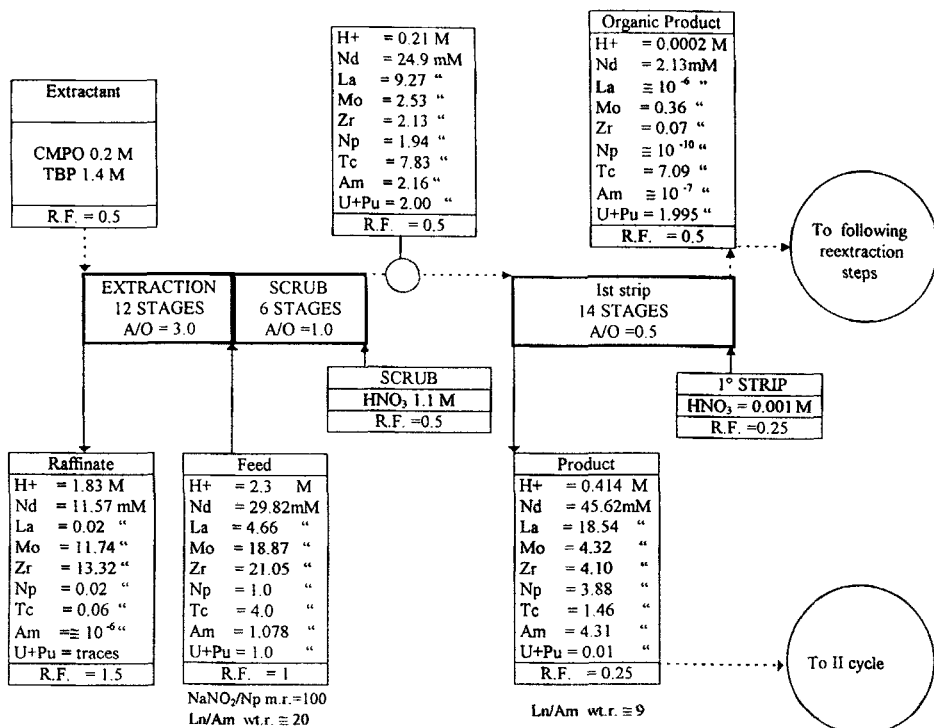 Extractant
CMPO 0.2 M
TBP 1.4 M
R.F. = 0.5
H+ = 0.21 M
Nd = 24.9 mM
La = 9.27 “
Mo = 2.53 “
Zr = 2.13 “
Np = 1.94 “
Tc = 7.83 “
Am = 2.16 “
U+Pu = 2.00 “
R.F. = 0.5
Organic Product
H+ = 0.0002 M
Nd = 2.13mM
La ≅ 10⁻⁶ “
Mo = 0.36 “
Zr = 0.07 “
Np ≅ 10⁻¹⁰ “
Tc = 7.09 “
Am ≅ 10⁻⁷ “
U+Pu = 1.995 “
R.F. = 0.5
To following
reextraction
steps
EXTRACTION
12 STAGES
A/O = 3.0
SCRUB
6 STAGES
A/O =1.0
1st strip
14 STAGES
A/O =0.5
SCRUB
HNO₃ 1.1 M
R.F. =0.5
1° STRIP
HNO₃ = 0.001 M
R.F. =0.25
Raffinate
H+ = 1.83 M
Nd = 11.57 mM
La = 0.02 “
Mo = 11.74 “
Zr = 13.32 “
Np = 0.02 “
Tc = 0.06 “
Am =≅ 10⁻⁶ “
U+Pu = traces
R.F. = 1.5
Feed
H+ = 2.3 M
Nd = 29.82mM
La = 4.66 “
Mo = 18.87 “
Zr = 21.05 “
Np = 1.0 “
Tc = 4.0 “
Am = 1.078 “
U+Pu = 1.0 “
R.F. = 1
NaNO₂/Np m.r.=100
Ln/Am wt.r. ≅ 20
Product
H+ = 0.414 M
Nd = 45.62mM
La = 18.54 “
Mo = 4.32 “
Zr = 4.10 “
Np = 3.88 “
Tc = 1.46 “
Am = 4.31 “
U+Pu = 0.01 “
R.F. = 0.25
Ln/Am wt.r. ≅ 9
To II cycle